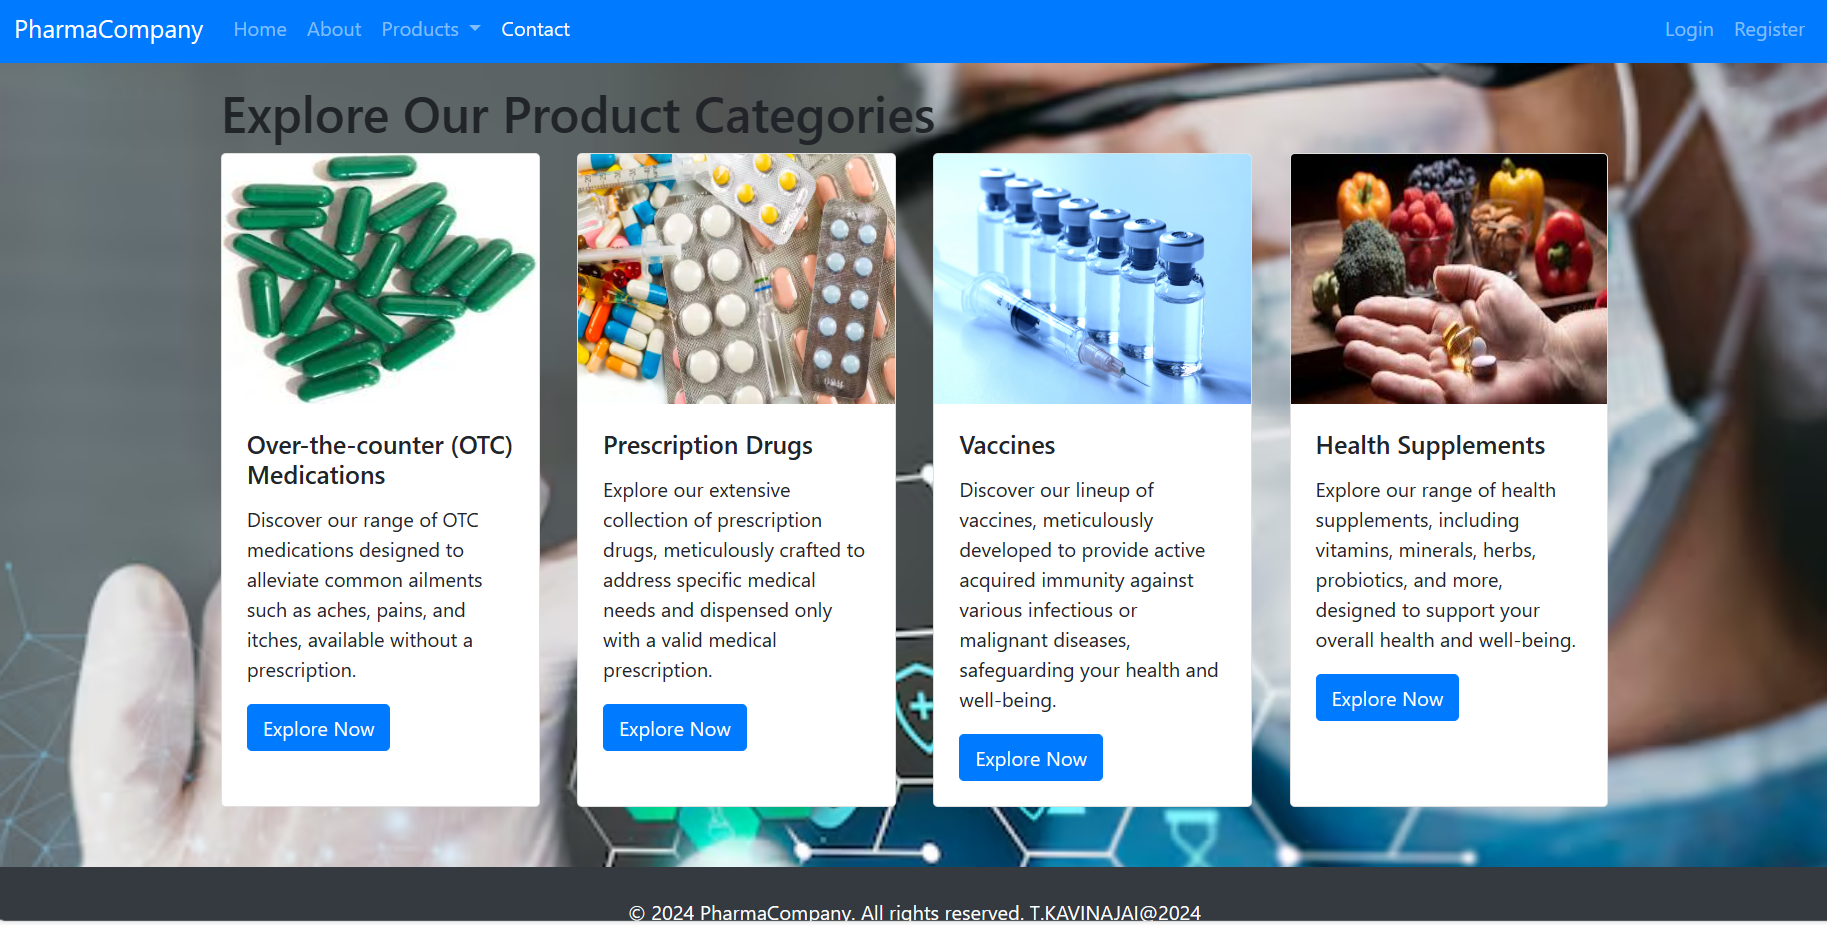 PharmaCompany Home About Products Contact Login Register
Explore Our Product Categories
Over-the-counter (OTC)
Medications
Discover our range of OTC
medications designed to
alleviate common ailments
such as aches, pains, and
itches, available without a
prescription.
Explore Now
Prescription Drugs
Explore our extensive
collection of prescription
drugs, meticulously crafted to
address specific medical
needs and dispensed only
with a valid medical
prescription.
Explore Now
Vaccines
Discover our lineup of
vaccines, meticulously
developed to provide active
acquired immunity against
various infectious or
malignant diseases,
safeguarding your health and
well-being.
Explore Now
Health Supplements
Explore our range of health
supplements, including
vitamins, minerals, herbs,
probiotics, and more,
designed to support your
overall health and well-being.
Explore Now
© 2024 PharmaCompany. All rights reserved. T.KAVINAJAI@2024